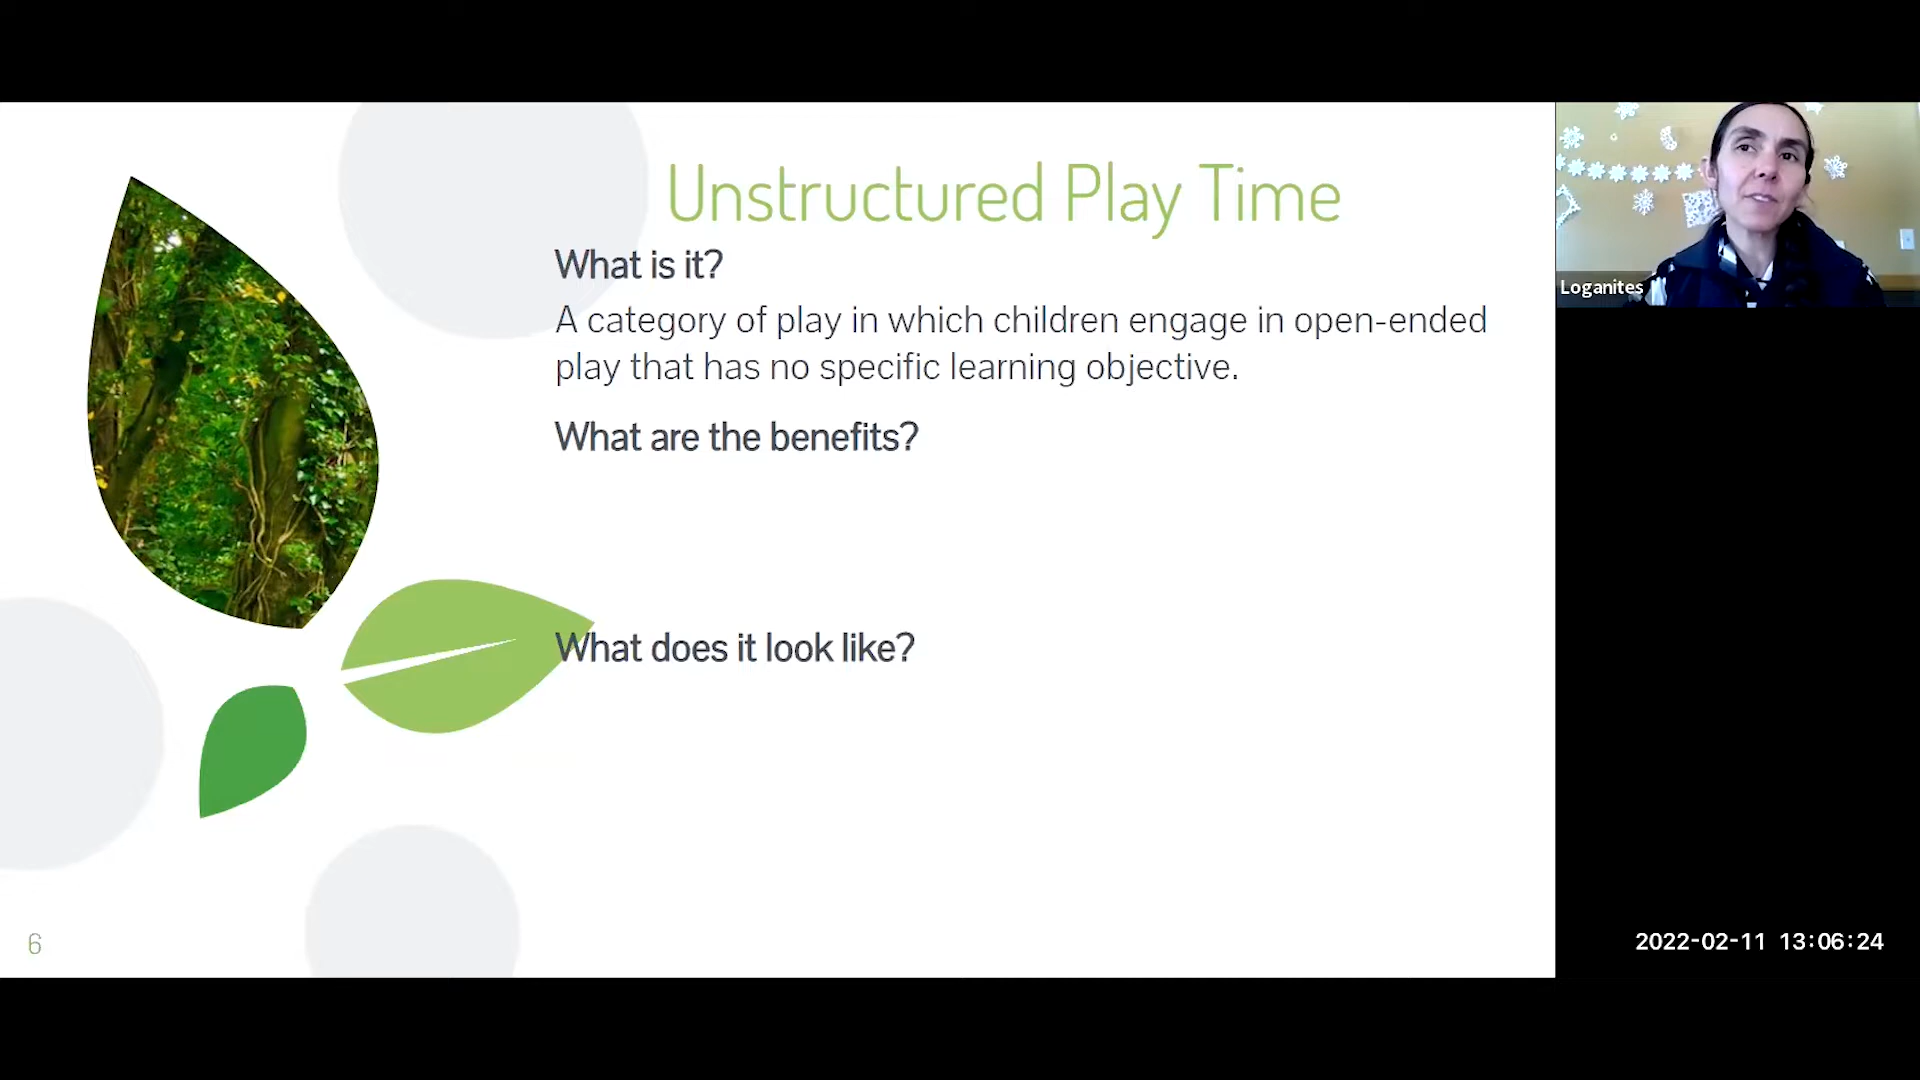 Unstructured Play Time
What is it?
A category of play in which children engage in open-ended
play that has no specific learning objective.
What are the benefits?
What does it look like?
6
Loganites
2022-02-11 13:06:24